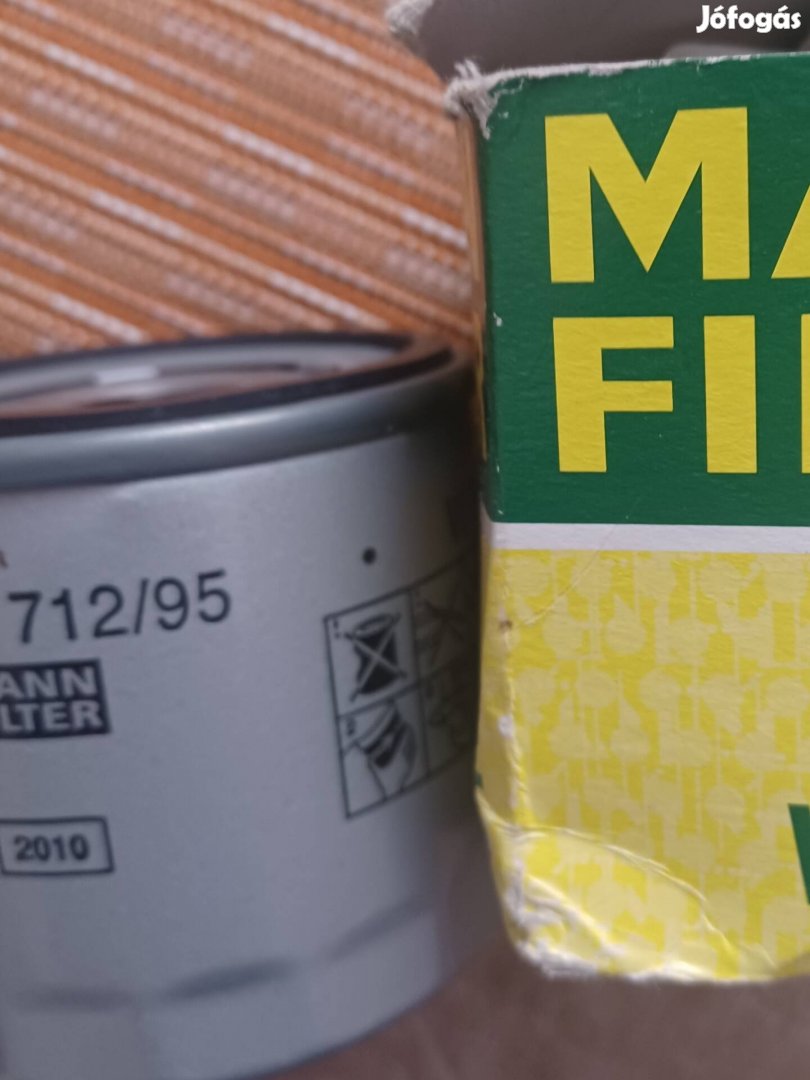 Jófogás
MA
FI
712/95
ANN
LTER
2010